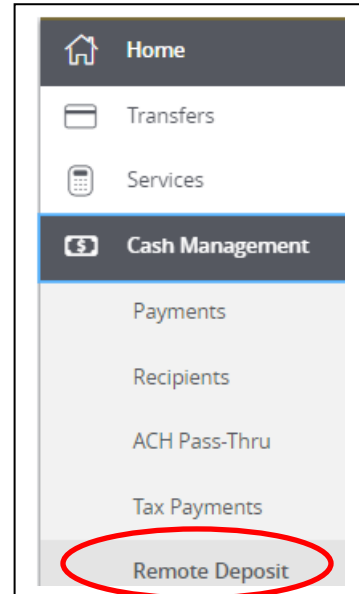 Home
Transfers
Services
Cash Management
Payments
Recipients
ACH Pass-Thru
Tax Payments
Remote Deposit